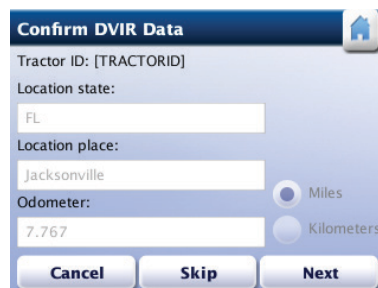 Confirm DVIR Data
Tractor ID: [TRACTORID]
Location state:
FL
Location place:
Jacksonville
Miles
Odometer:
7.767
Kilometers
Cancel Skip Next